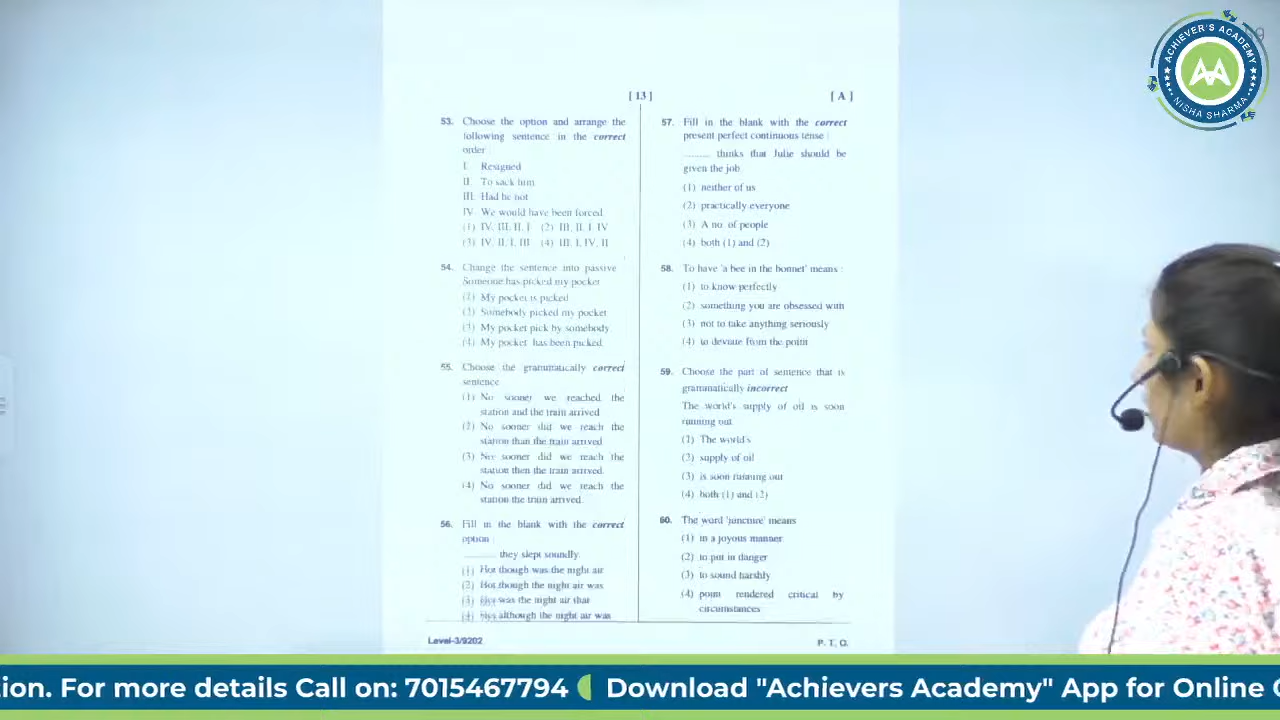 [ 13 ]
[ A ]
53. Choose the option and arrange the
following sentence in the correct
order :
I. Resigned
II. To sack him
III. Had he not
IV. We would have been forced
(1) IV, III, II, I (2) III, II, I, IV
(3) IV, II, I, III (4) III, I, IV, II
54. Change the sentence into passive :
Someone has picked my pocket
(1) My pocket is picked
(2) Somebody picked my pocket
(3) My pocket pick by somebody
(4) My pocket has been picked
55. Choose the grammatically correct
sentence
(1) No sooner we reached the
station and the train arrived
(2) No sooner did we reach the
station than the train arrived
(3) No sooner did we reach the
station then the train arrived.
(4) No sooner did we reach the
station the train arrived.
56. Fill in the blank with the correct
option :
........... they slept soundly.
(1) Hot though was the night air
(2) Hot though the night air was
(3) was the night air that
(4) although the night air was
57. Fill in the blank with the correct
present perfect continuous tense :
.......... thinks that Julie should be
given the job
(1) neither of us
(2) practically everyone
(3) A no. of people
(4) both (1) and (2)
58. To have 'a bee in the bonnet' means :
(1) to know perfectly
(2) something you are obsessed with
(3) not to take anything seriously
(4) to deviate from the point
59. Choose the part of sentence that is
grammatically incorrect
The world's supply of oil is soon
running out
(1) The world's
(2) supply of oil
(3) is soon running out
(4) both (1) and (2)
60. The word 'juncture' means
(1) in a joyous manner
(2) to put in danger
(3) to sound harshly
(4) point rendered critical by
circumstances
Level-3/9202
P. T. O.
ACHIEVER'S ACADEMY
AA
NISHA SHARMA
ion. For more details Call on: 7015467794 Download "Achievers Academy" App for Online